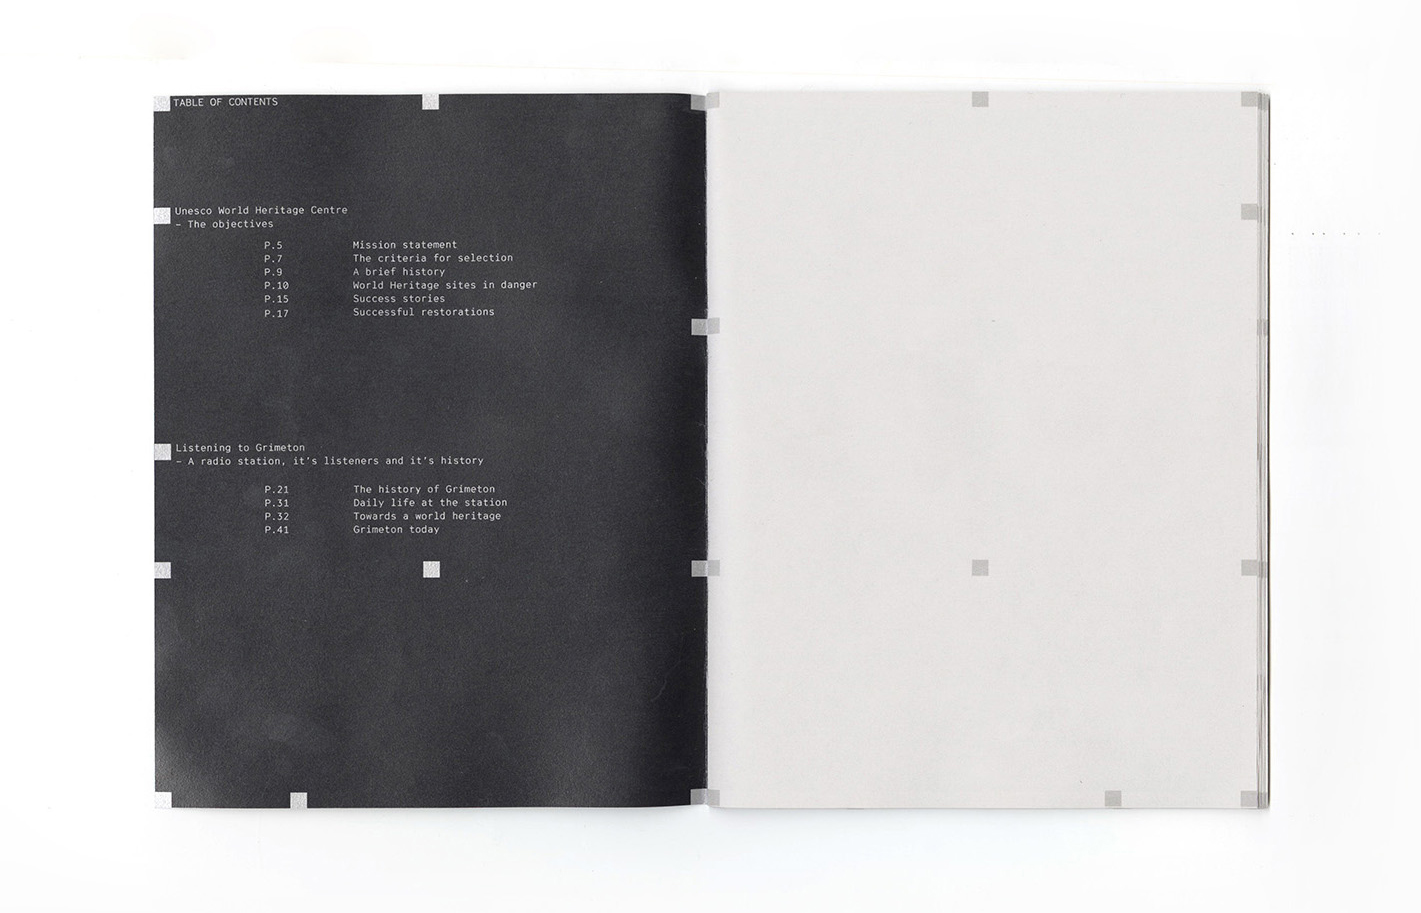 TABLE OF CONTENTS
Unesco World Heritage Centre
– The objectives
P.5 Mission statement
P.7 The criteria for selection
P.9 A brief history
P.10 World Heritage sites in danger
P.15 Success stories
P.17 Successful restorations
Listening to Grimeton
– A radio station, it's listeners and it's history
P.21 The history of Grimeton
P.31 Daily life at the station
P.32 Towards a world heritage
P.41 Grimeton today